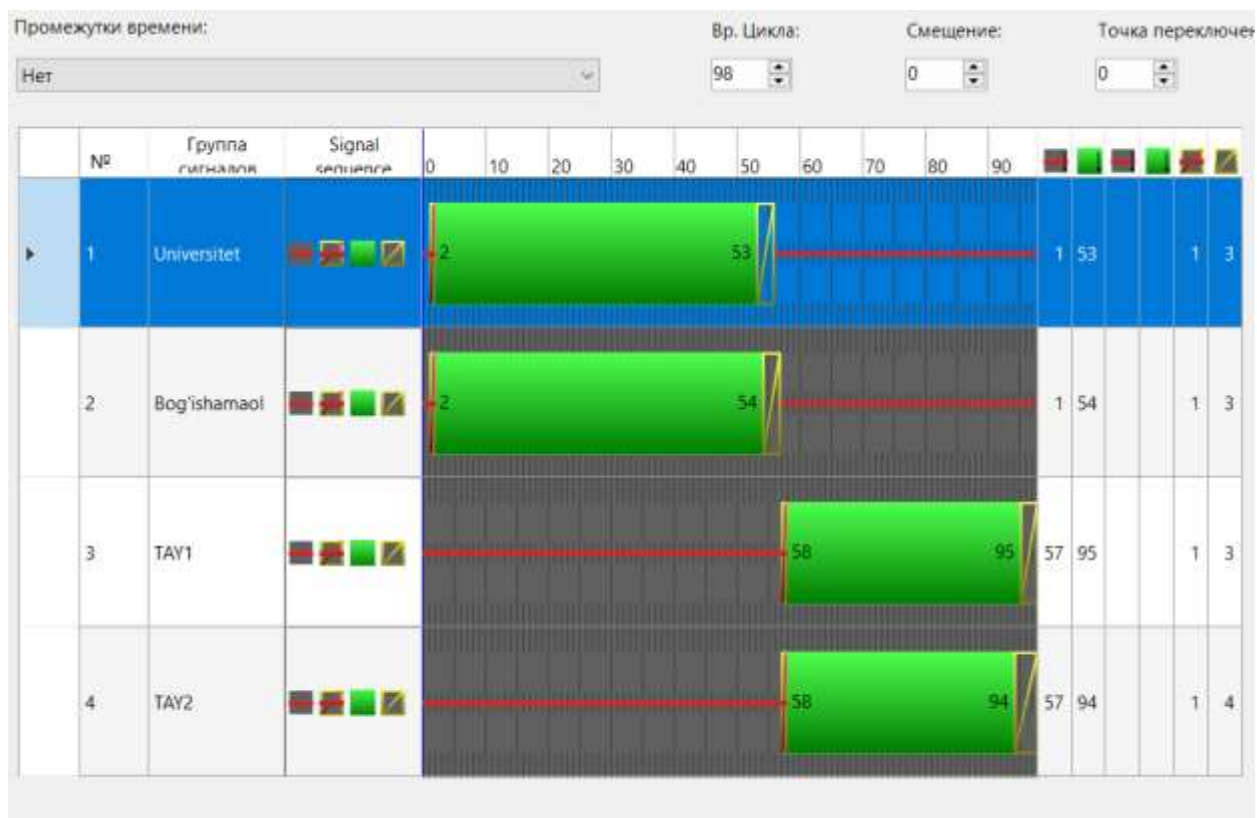 Промежутки времени: Вр. Цикла: Смещение: Точка переключен
Нет 98 0 0
№ Группа сигналов Signal sequence 0 10 20 30 40 50 60 70 80 90
1 Universitet 2 53 1 53 1 3
2 Bog'ishamaol 2 54 1 54 1 3
3 TAY1 58 95 57 95 1 3
4 TAY2 58 94 57 94 1 4